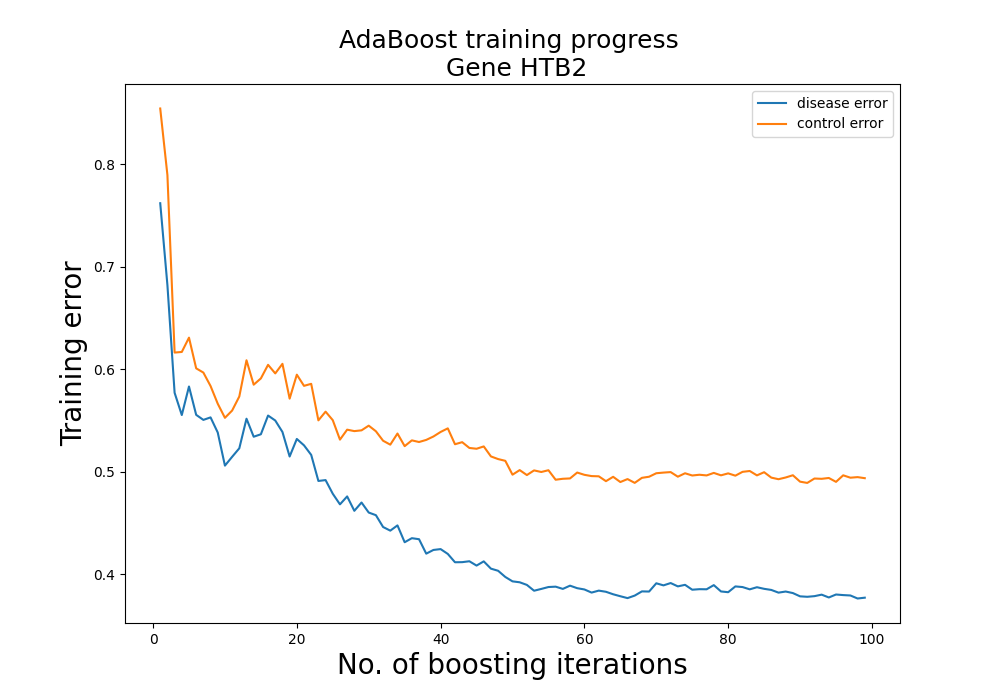 AdaBoost training progress
Gene HTB2
disease error
control error
Training error
0.8
0.7
0.6
0.5
0.4
0
20
40
60
80
100
No. of boosting iterations